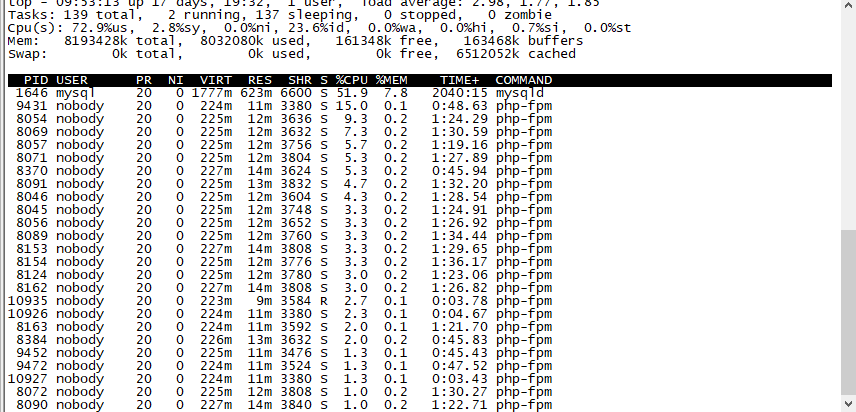 top - 09:53:13 up 17 days, 19:32,  1 user,  load average: 2.98, 1.77, 1.85
Tasks: 139 total,   2 running, 137 sleeping,   0 stopped,   0 zombie
Cpu(s): 72.9%us,  2.8%sy,  0.0%ni, 23.6%id,  0.0%wa,  0.0%hi,  0.7%si,  0.0%st
Mem:   8193428k total,  8032080k used,   161348k free,   163468k buffers
Swap:        0k total,        0k used,        0k free,  6512052k cached
PID USER      PR  NI  VIRT  RES  SHR S %CPU %MEM    TIME+  COMMAND
1646 mysql     20   0 1777m 623m 6600 S 51.9  7.8   2040:15 mysqld
9431 nobody    20   0  224m  11m 3380 S 15.0  0.1   0:48.63 php-fpm
8054 nobody    20   0  225m  12m 3636 S  9.3  0.2   1:24.29 php-fpm
8069 nobody    20   0  225m  12m 3632 S  7.3  0.2   1:30.59 php-fpm
8057 nobody    20   0  225m  12m 3756 S  5.7  0.2   1:19.16 php-fpm
8071 nobody    20   0  225m  12m 3804 S  5.3  0.2   1:27.89 php-fpm
8370 nobody    20   0  227m  14m 3624 S  5.3  0.2   0:45.94 php-fpm
8091 nobody    20   0  225m  13m 3832 S  4.7  0.2   1:32.20 php-fpm
8046 nobody    20   0  225m  12m 3604 S  4.3  0.2   1:28.54 php-fpm
8045 nobody    20   0  225m  12m 3748 S  3.3  0.2   1:24.91 php-fpm
8056 nobody    20   0  225m  12m 3652 S  3.3  0.2   1:26.92 php-fpm
8089 nobody    20   0  225m  12m 3760 S  3.3  0.2   1:34.44 php-fpm
8153 nobody    20   0  227m  14m 3808 S  3.3  0.2   1:29.65 php-fpm
8154 nobody    20   0  225m  12m 3776 S  3.3  0.2   1:36.17 php-fpm
8124 nobody    20   0  225m  12m 3780 S  3.0  0.2   1:23.06 php-fpm
8162 nobody    20   0  227m  14m 3808 S  3.0  0.2   1:26.82 php-fpm
10935 nobody    20   0  223m   9m 3584 R  2.7  0.1   0:03.78 php-fpm
10926 nobody    20   0  224m  11m 3380 S  2.3  0.1   0:04.67 php-fpm
8163 nobody    20   0  224m  11m 3592 S  2.0  0.1   1:21.70 php-fpm
8384 nobody    20   0  226m  13m 3632 S  2.0  0.2   0:45.83 php-fpm
9452 nobody    20   0  225m  11m 3476 S  1.3  0.1   0:45.43 php-fpm
9472 nobody    20   0  224m  11m 3524 S  1.3  0.1   0:47.52 php-fpm
10927 nobody    20   0  224m  11m 3380 S  1.3  0.1   0:03.43 php-fpm
8072 nobody    20   0  225m  12m 3808 S  1.0  0.2   1:30.27 php-fpm
8090 nobody    20   0  227m  14m 3840 S  1.0  0.2   1:22.71 php-fpm